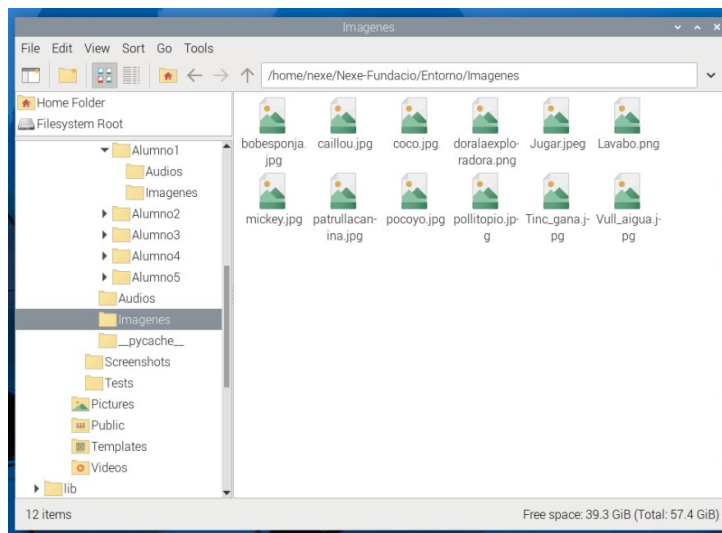 Imagenes
File Edit View Sort Go Tools
/home/nexe/Nexe-Fundacio/Entorno/Imagenes
Home Folder
Filesystem Root
Alumno1
Audios
Imagenes
Alumno2
Alumno3
Alumno4
Alumno5
Audios
Imagenes
__pycache__
Screenshots
Tests
Pictures
Public
Templates
Videos
lib
bobesponja.
jpg
caillou.jpg
coco.jpg
doralaexplo-
radora.png
Jugar.jpeg
Lavabo.png
mickey.jpg
patrullacan-
ina.jpg
pocoyo.jpg
pollitopio.jp-
g
Tinc_gana.j-
pg
Vull_aigua.j-
pg
12 items
Free space: 39.3 GiB (Total: 57.4 GiB)